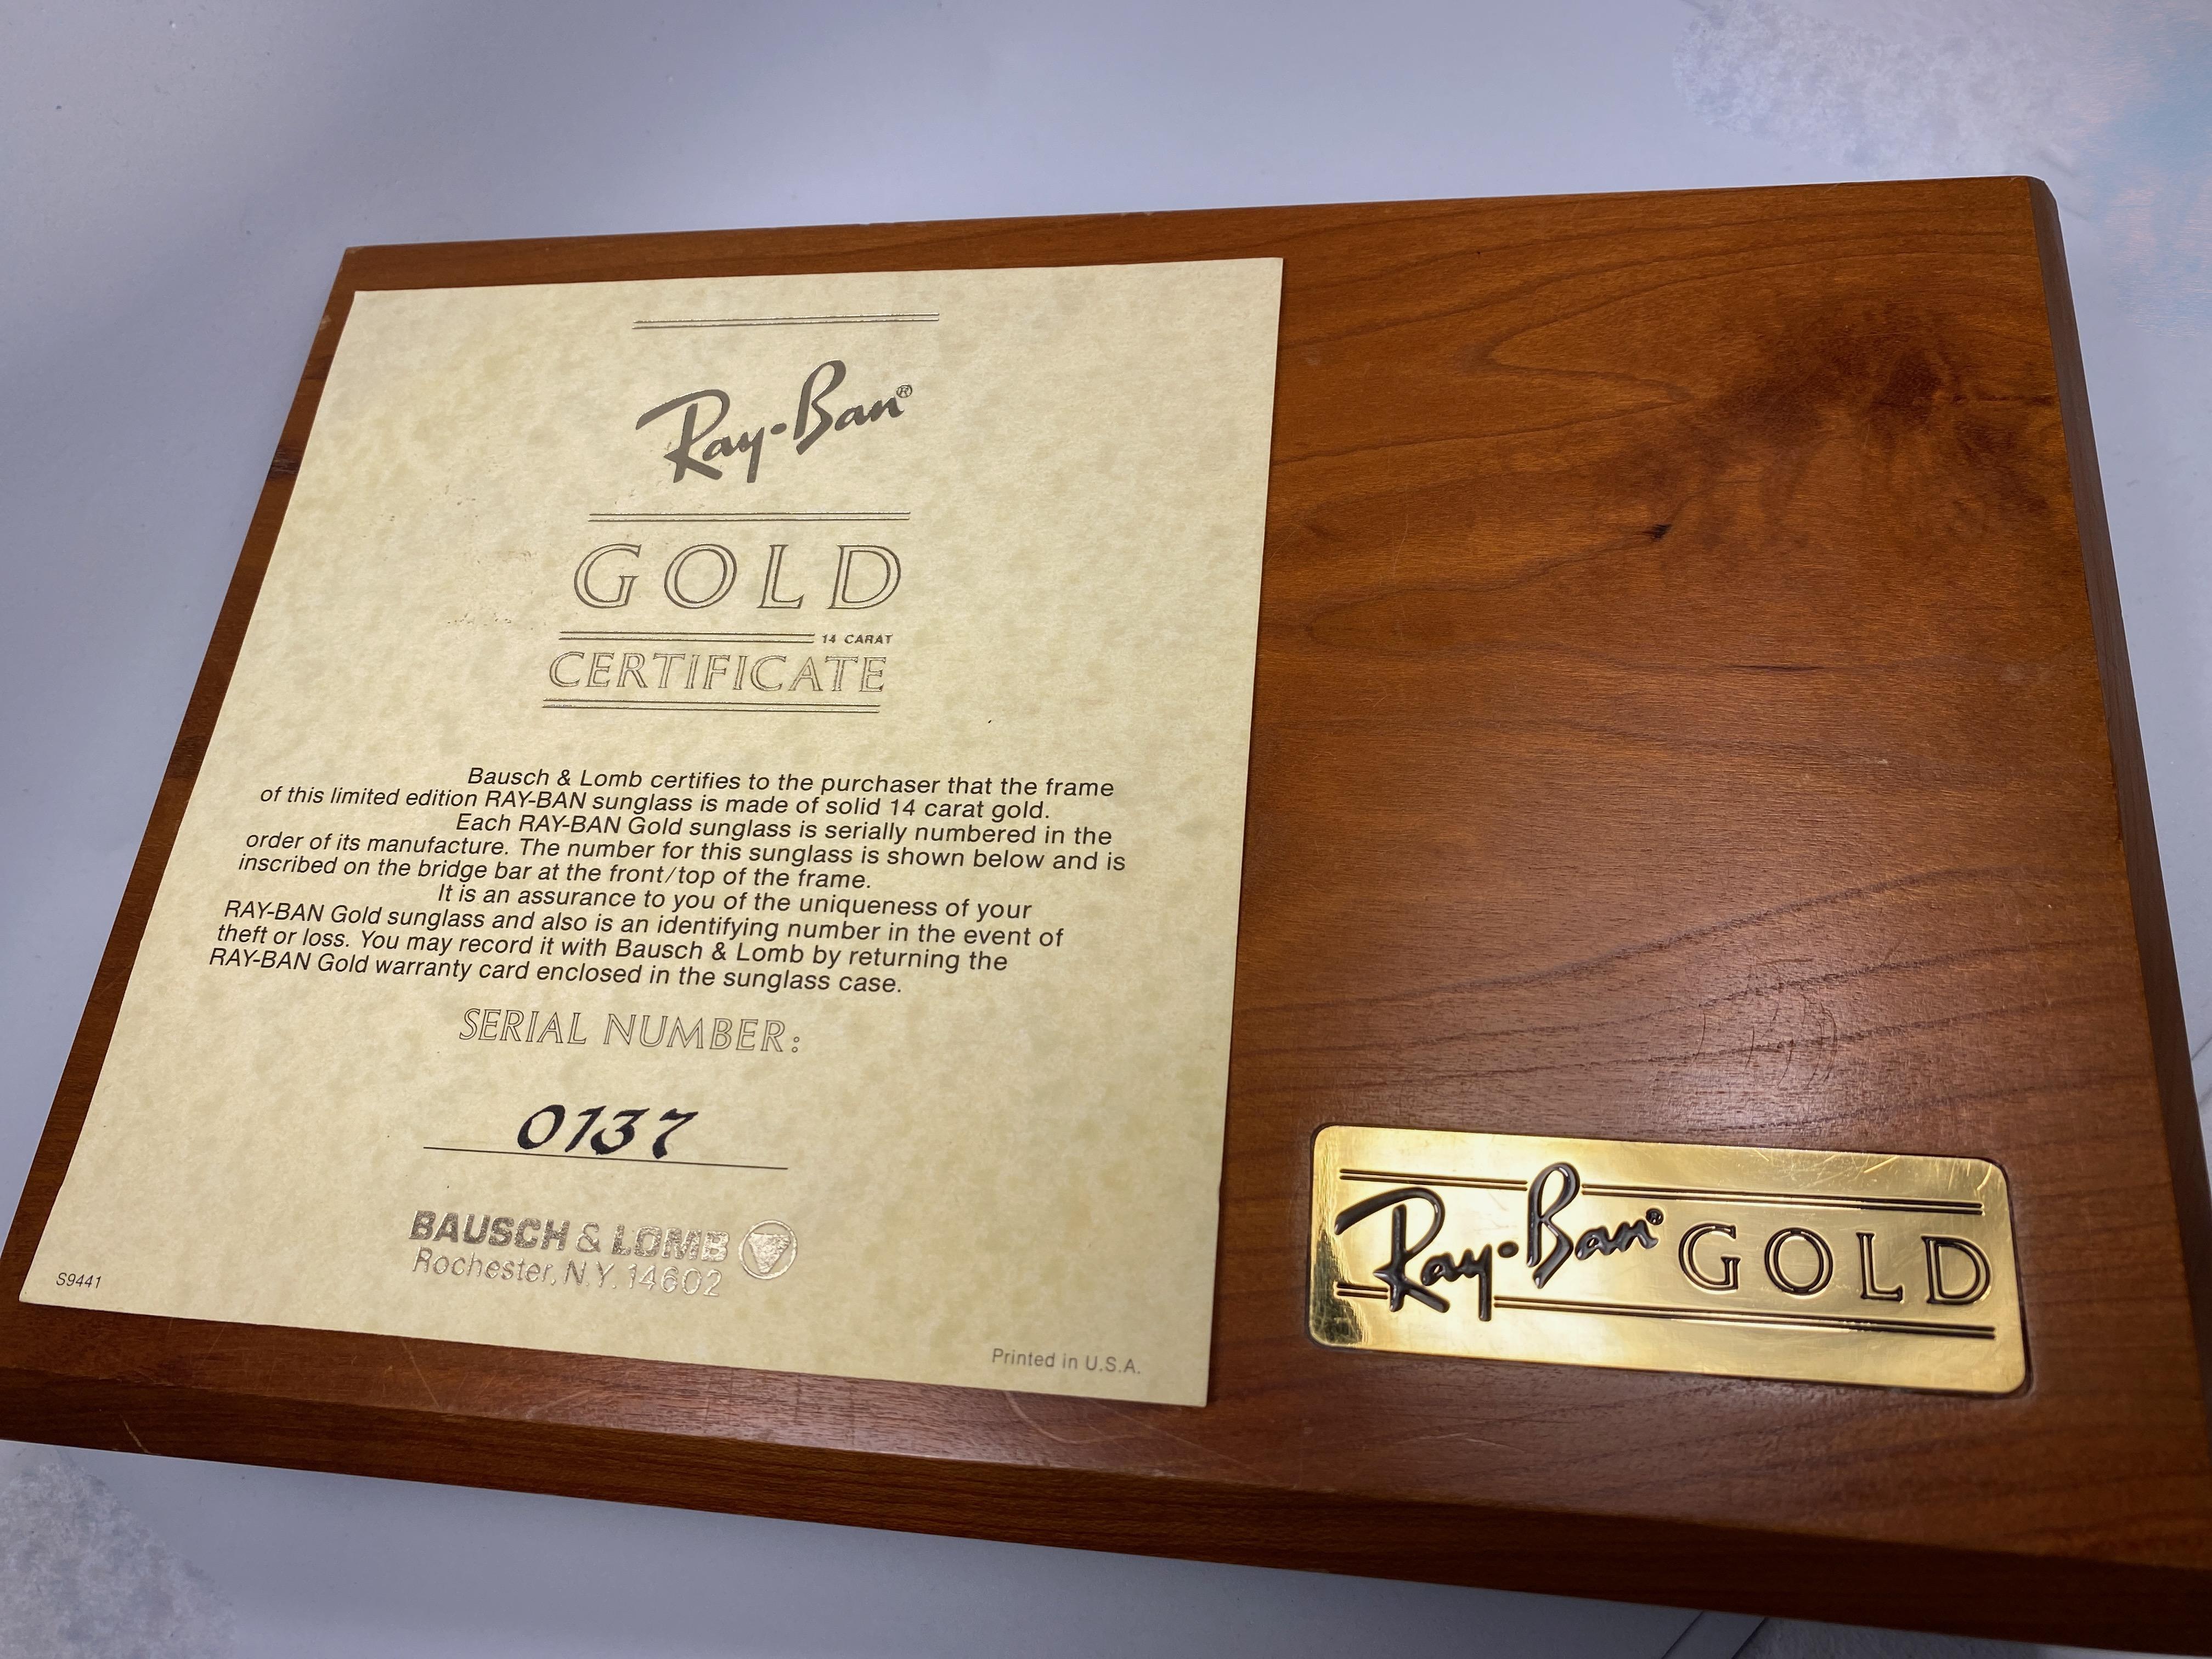 Ray-Ban®
GOLD
14 CARAT
CERTIFICATE
Bausch & Lomb certifies to the purchaser that the frame
of this limited edition RAY-BAN sunglass is made of solid 14 carat gold.
Each RAY-BAN Gold sunglass is serially numbered in the
order of its manufacture. The number for this sunglass is shown below and is
inscribed on the bridge bar at the front/top of the frame.
It is an assurance to you of the uniqueness of your
RAY-BAN Gold sunglass and also is an identifying number in the event of
theft or loss. You may record it with Bausch & Lomb by returning the
RAY-BAN Gold warranty card enclosed in the sunglass case.
SERIAL NUMBER:
0137
BAUSCH & LOMB
Rochester, N.Y. 14602
S9441
Printed in U.S.A.
Ray-Ban® GOLD